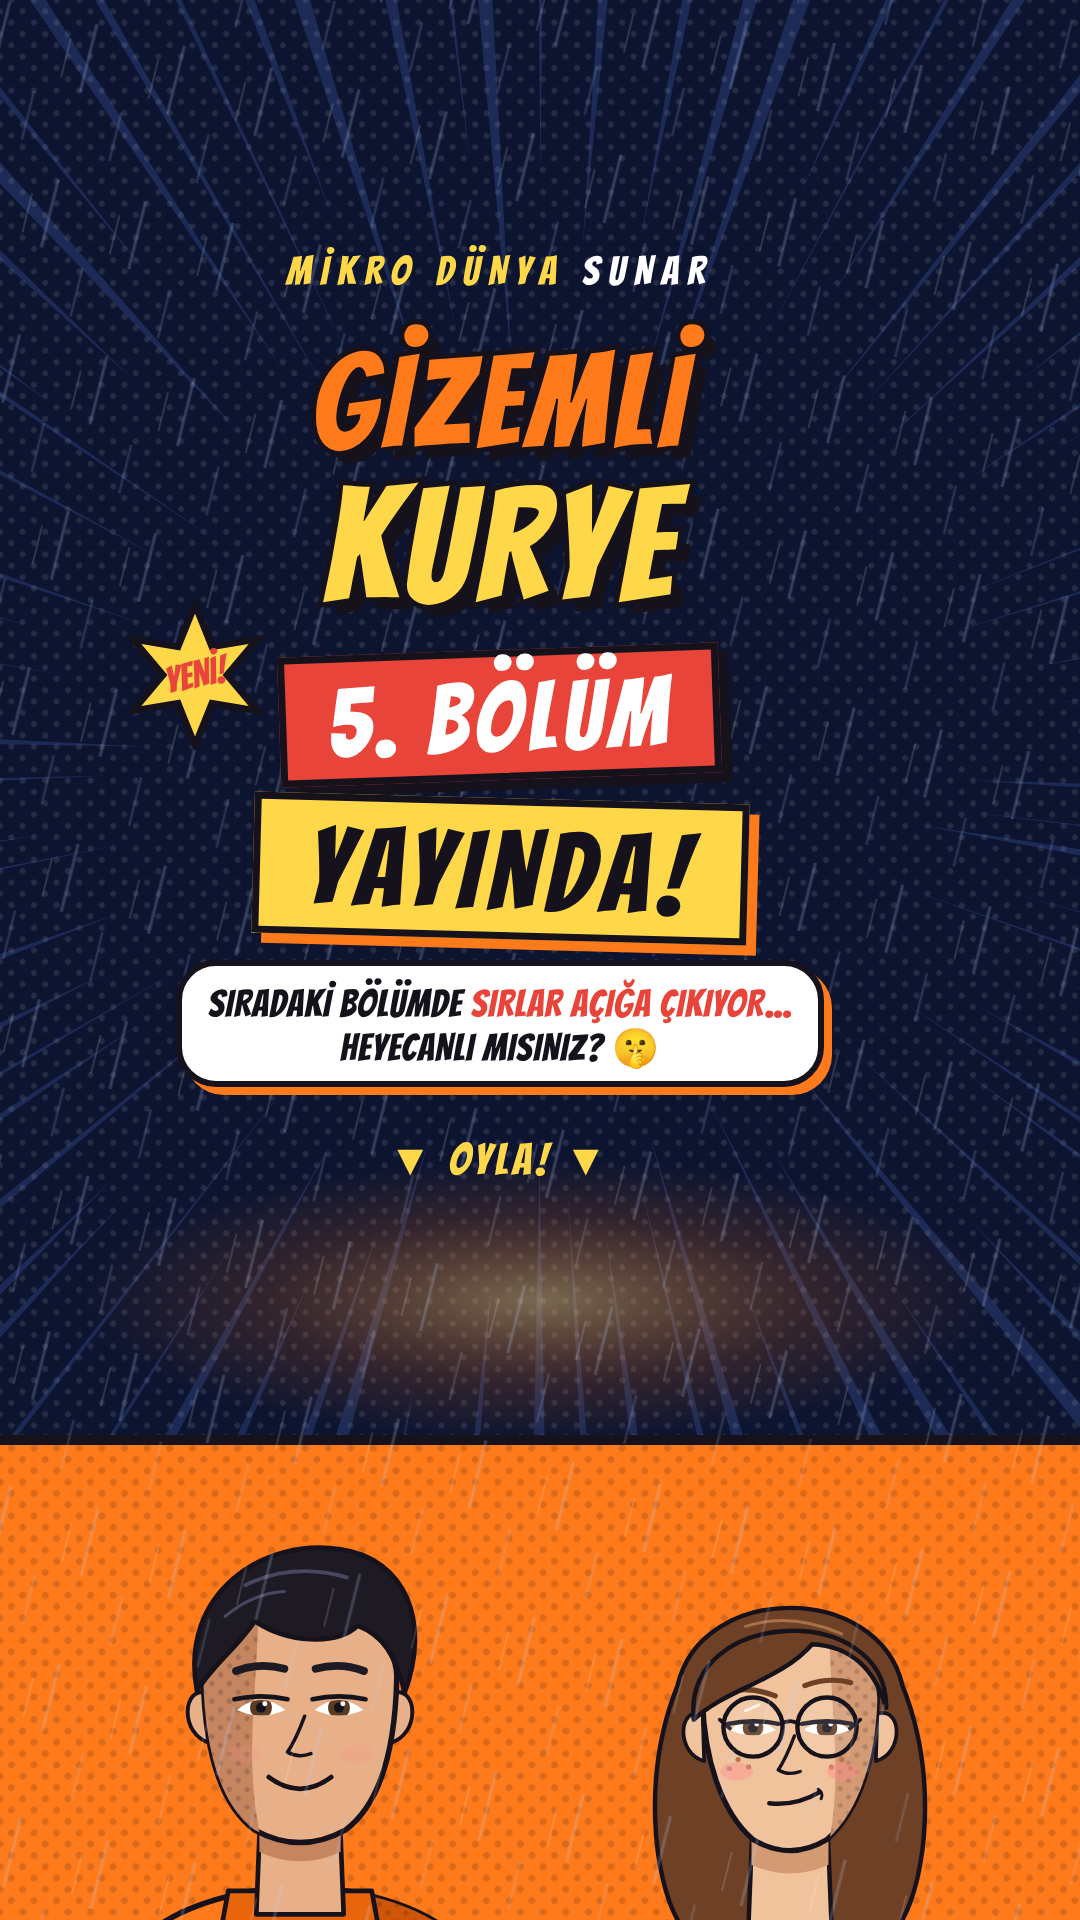 MİKRO DÜNYA SUNAR
GİZEMLİ
KURYE
YENİ!
5. BÖLÜM
YAYINDA!
SIRADAKİ BÖLÜMDE SIRLAR AÇIĞA ÇIKIYOR...
HEYECANLI MISINIZ? 🤫
▼ OYLA! ▼